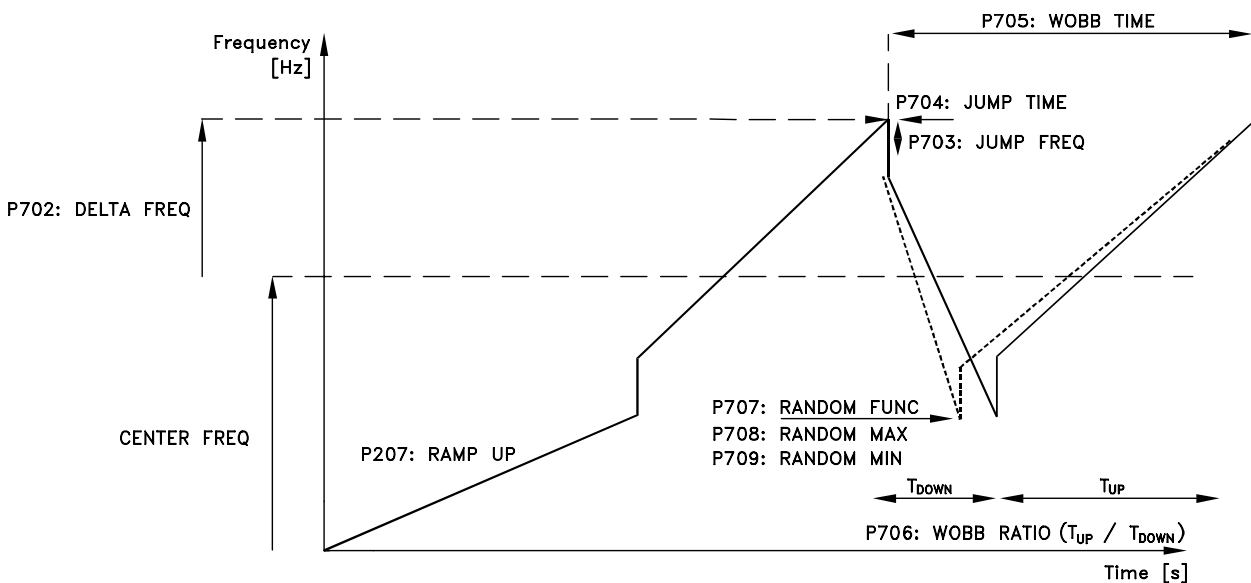 P705: WOBB TIME
Frequency
[Hz]
P704: JUMP TIME
P703: JUMP FREQ
P702: DELTA FREQ
P707: RANDOM FUNC
CENTER FREQ
P708: RANDOM MAX
P207: RAMP UP
P709: RANDOM MIN
TDOWN
TUP
P706: WOBB RATIO (TUP / TDOWN)
Time [s]